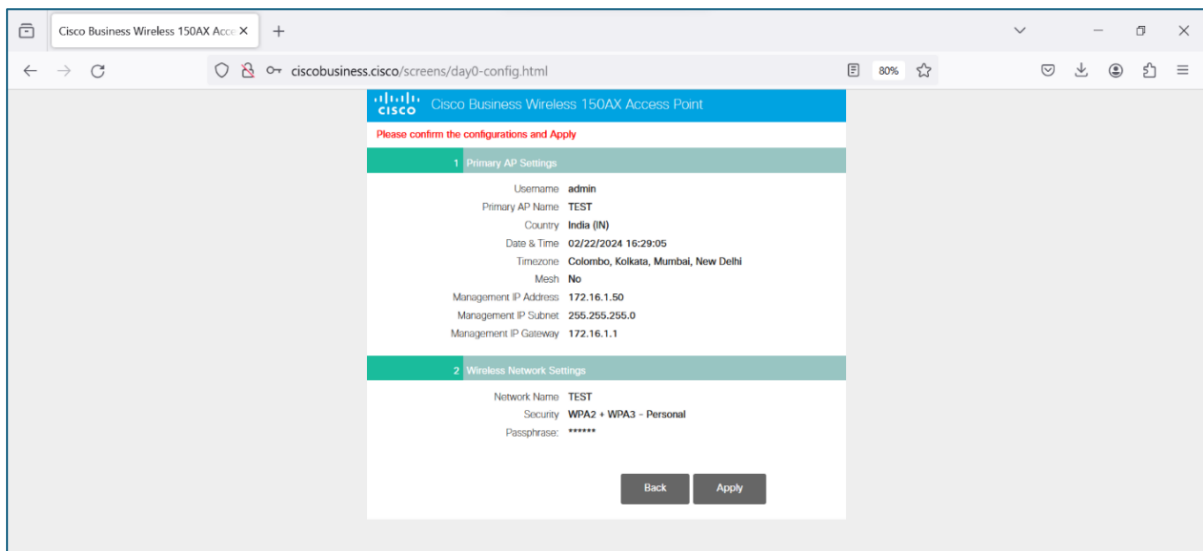 Cisco Business Wireless 150AX Acce
ciscobusiness.cisco/screens/day0-config.html
80%
CISCO Cisco Business Wireless 150AX Access Point
Please confirm the configurations and Apply
1 Primary AP Settings
Username admin
Primary AP Name TEST
Country India (IN)
Date & Time 02/22/2024 16:29:05
Timezone Colombo, Kolkata, Mumbai, New Delhi
Mesh No
Management IP Address 172.16.1.50
Management IP Subnet 255.255.255.0
Management IP Gateway 172.16.1.1
2 Wireless Network Settings
Network Name TEST
Security WPA2 + WPA3 - Personal
Passphrase: ******
Back Apply